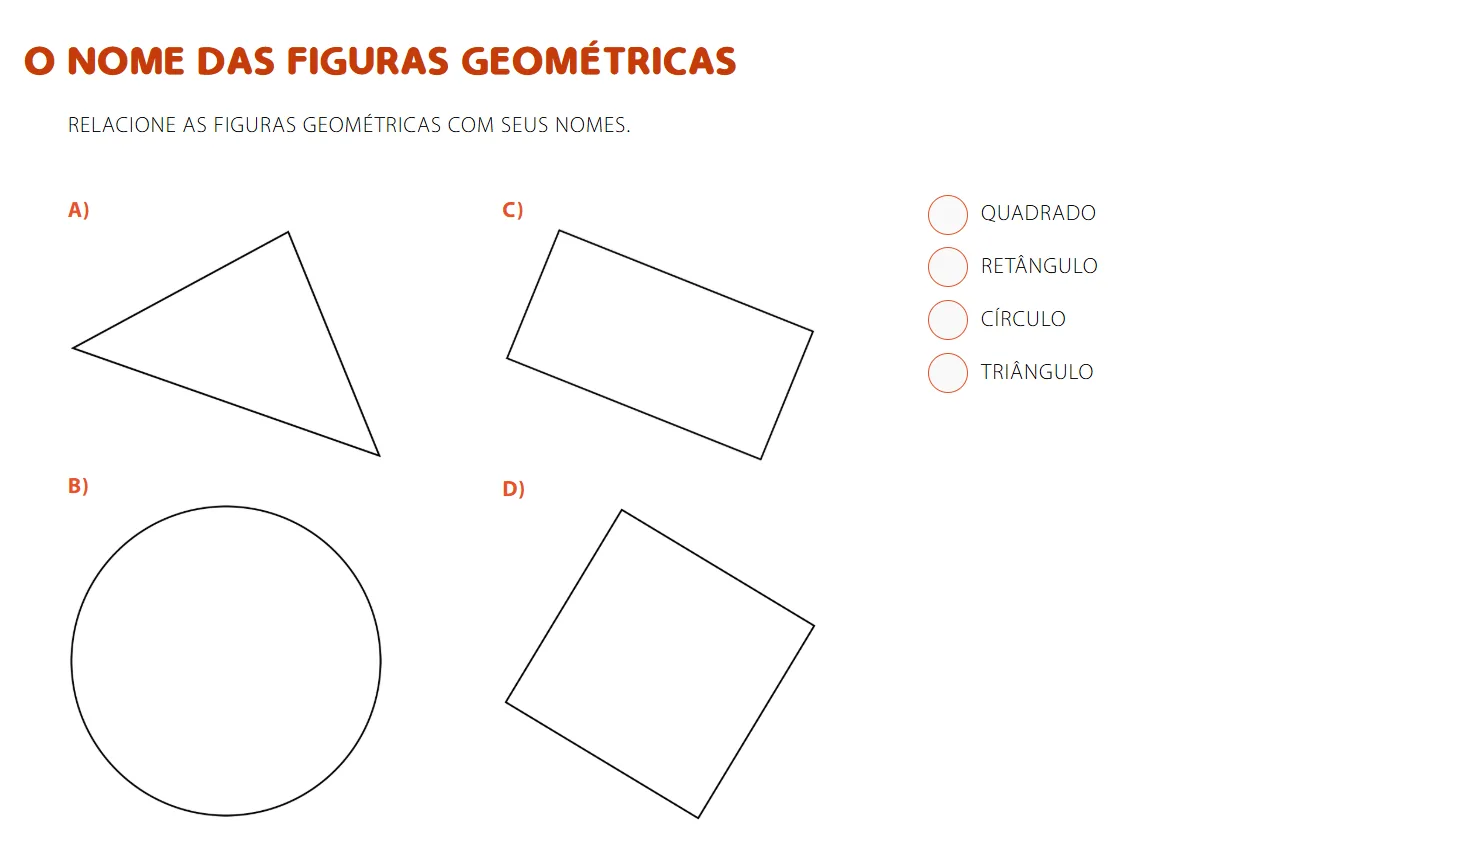 O NOME DAS FIGURAS GEOMÉTRICAS
RELACIONE AS FIGURAS GEOMÉTRICAS COM SEUS NOMES.
A)
B)
C)
D)
QUADRADO
RETÂNGULO
CÍRCULO
TRIÂNGULO